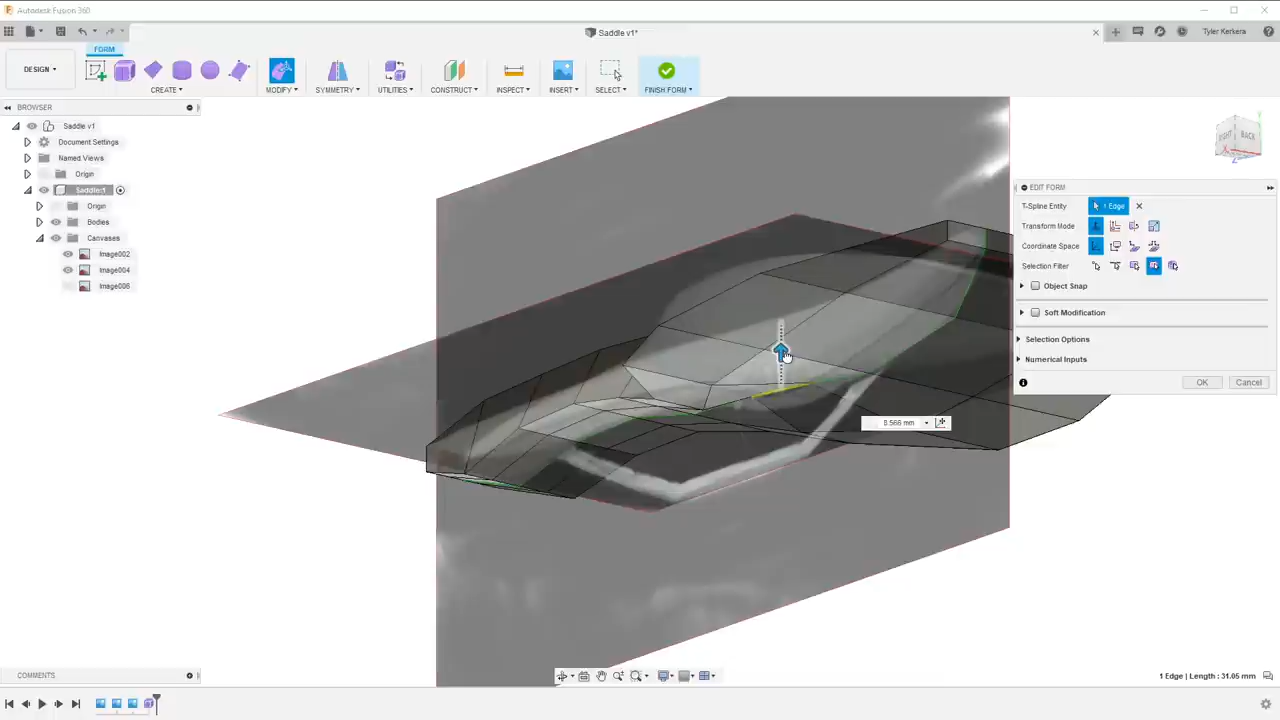 Autodesk Fusion 360
Saddle v1*
Tyler Kerkera
FORM
DESIGN
CREATE
MODIFY
SYMMETRY
UTILITIES
CONSTRUCT
INSPECT
INSERT
SELECT
FINISH FORM
BROWSER
Saddle v1
Document Settings
Named Views
Origin
Saddle:1
Origin
Bodies
Canvases
Image002
Image004
Image006
RIGHT
BACK
X
Y
Z
EDIT FORM
T-Spline Entity
1 Edge
Transform Mode
Coordinate Space
Selection Filter
Object Snap
Soft Modification
Selection Options
Numerical Inputs
OK
Cancel
8.566 mm
COMMENTS
1 Edge | Length : 31.05 mm